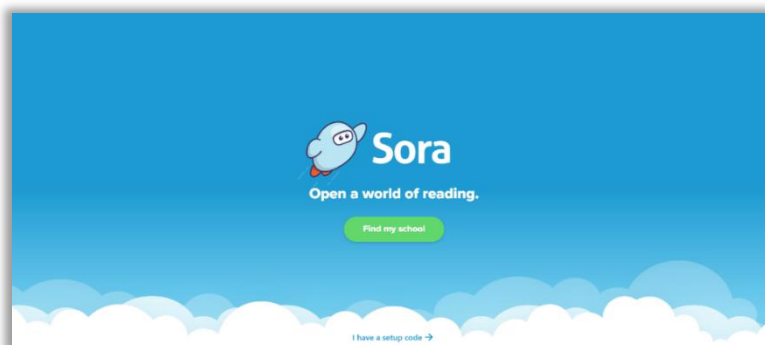 Sora
Open a world of reading.
Find my school
I have a setup code →